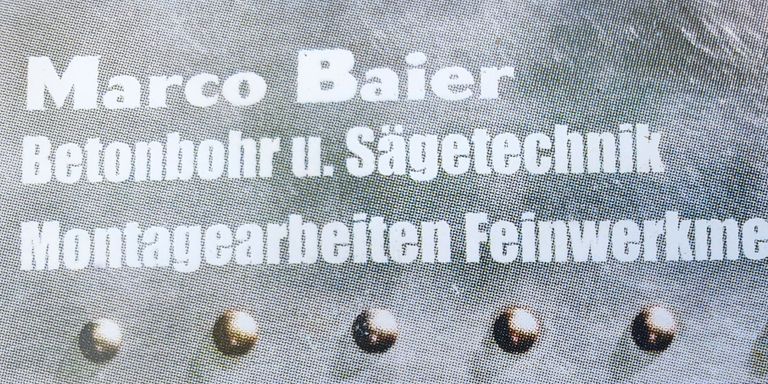 Marco Baier
Betonbohr u. Sägetechnik
Montagearbeiten Feinwerkme